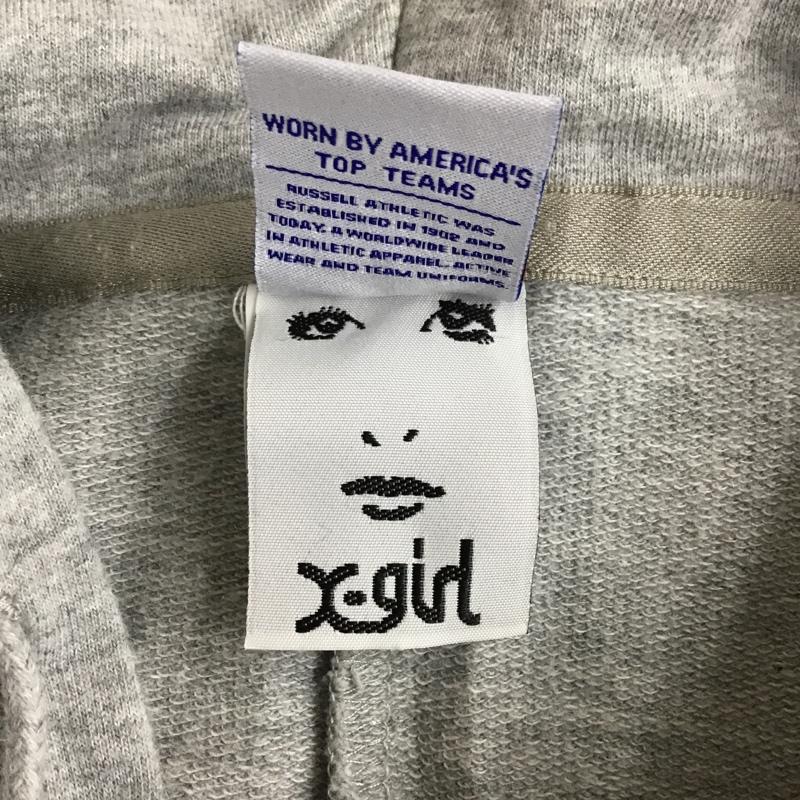 WORN BY AMERICA'S
TOP TEAMS
RUSSELL ATHLETIC WAS
ESTABLISHED IN 1902 AND
TODAY, A WORLDWIDE LEADER
IN ATHLETIC APPAREL, ACTIVE
WEAR AND TEAM UNIFORMS.
X-girl